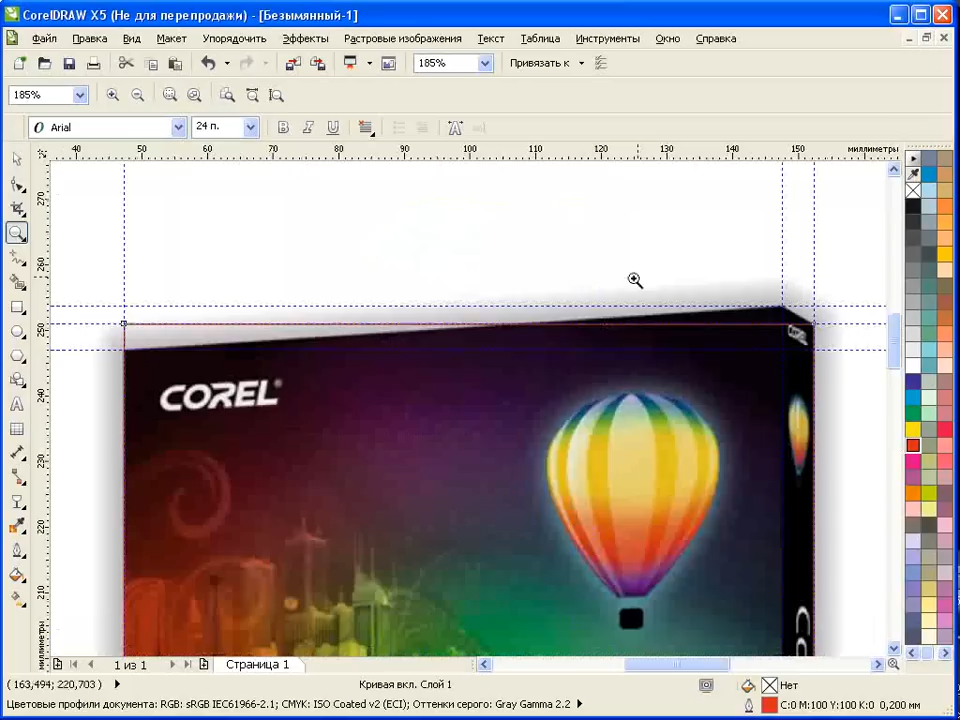 CorelDRAW X5 (Не для перепродажи) - [Безымянный-1]
Файл Правка Вид Макет Упорядочить Эффекты Растровые изображения Текст Таблица Инструменты Окно Справка
185% Привязать к
185%
Arial 24 п.
40 50 60 70 80 90 100 110 120 130 140 150 миллиметры
270
260
250
240
230
220
210
миллиметры
COREL®
1 из 1 Страница 1
( 163,494; 220,703 ) Кривая вкл. Слой 1 Нет
Цветовые профили документа: RGB: sRGB IEC61966-2.1; CMYK: ISO Coated v2 (ECI); Оттенки серого: Gray Gamma 2.2 C:0 M:100 Y:100 K:0 0,200 мм